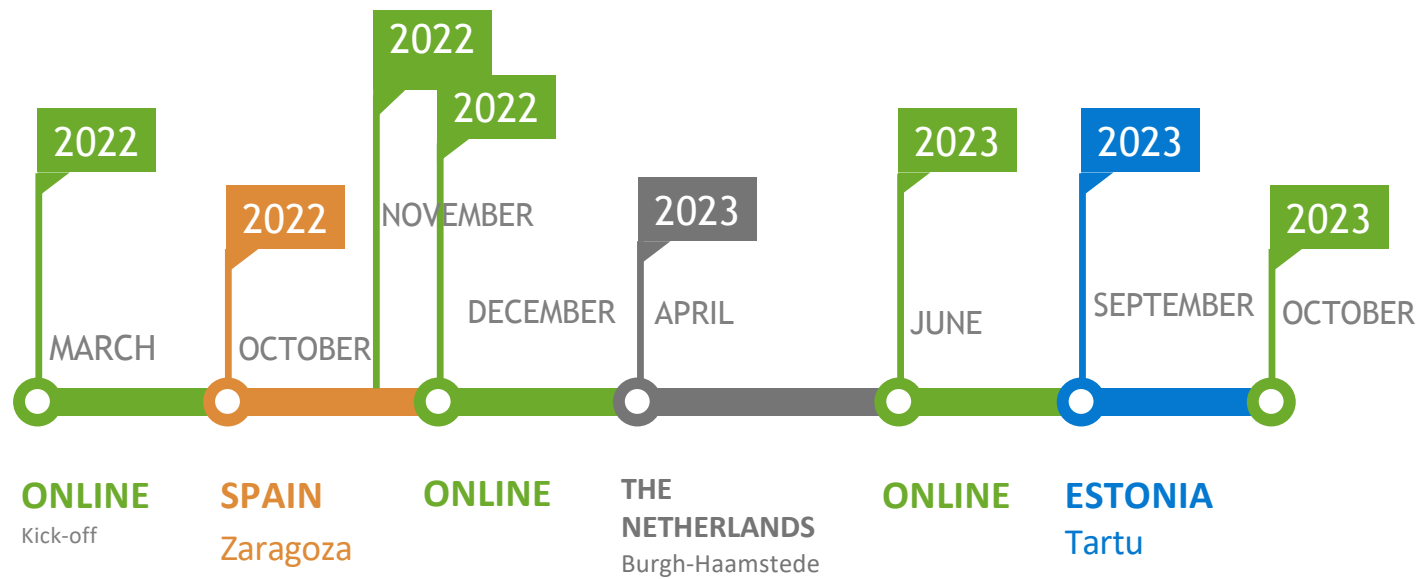 2022
MARCH
ONLINE
Kick-off
2022
OCTOBER
SPAIN
Zaragoza
2022
NOVEMBER
2022
DECEMBER
ONLINE
2023
APRIL
THE
NETHERLANDS
Burgh-Haamstede
2023
JUNE
ONLINE
2023
SEPTEMBER
ESTONIA
Tartu
2023
OCTOBER